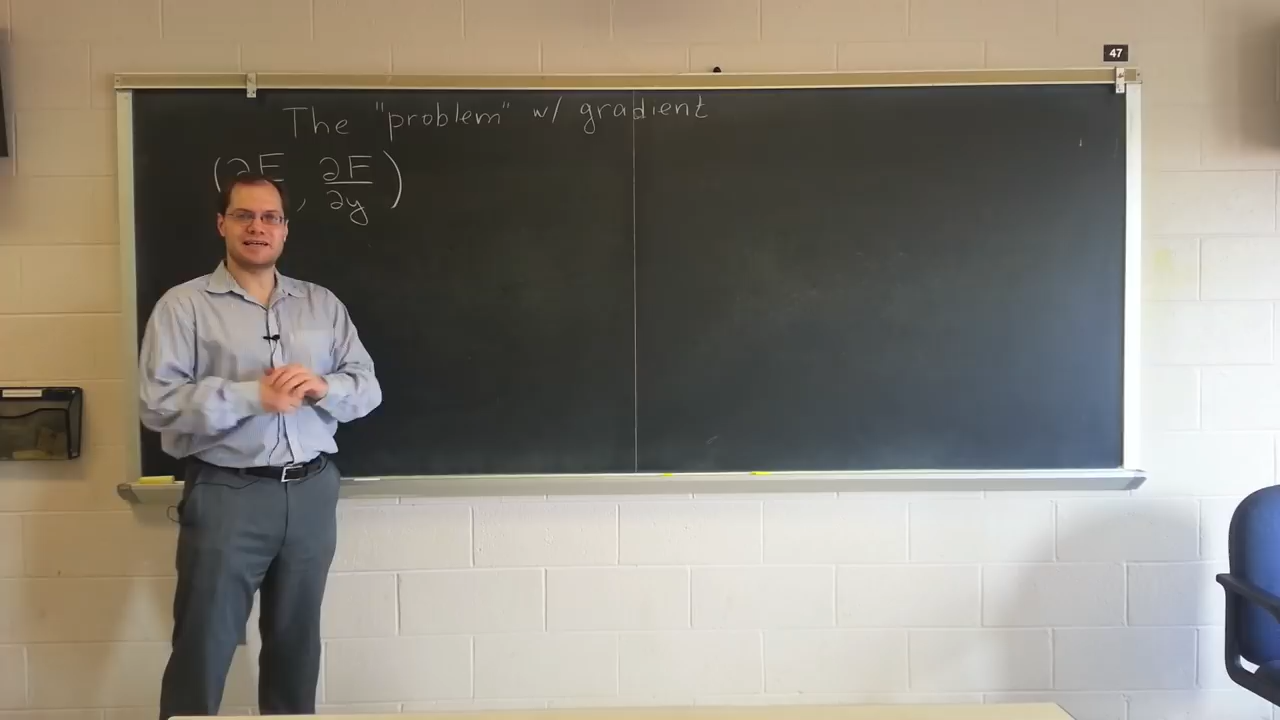 47
The "problem" w/ gradient
(∂F , ∂F/∂y)